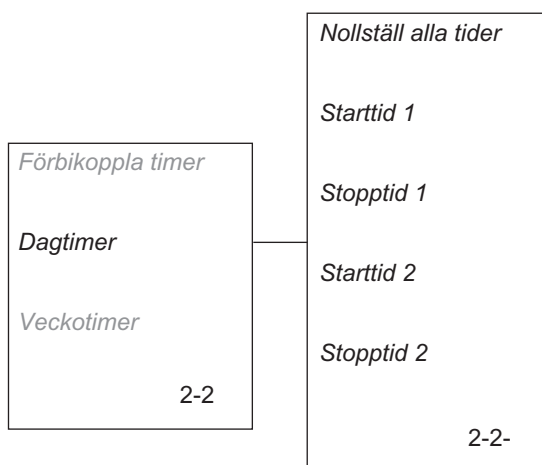 Förbikoppla timer
Dagtimer
Veckotimer
2-2
Nollställ alla tider
Starttid 1
Stopptid 1
Starttid 2
Stopptid 2
2-2-